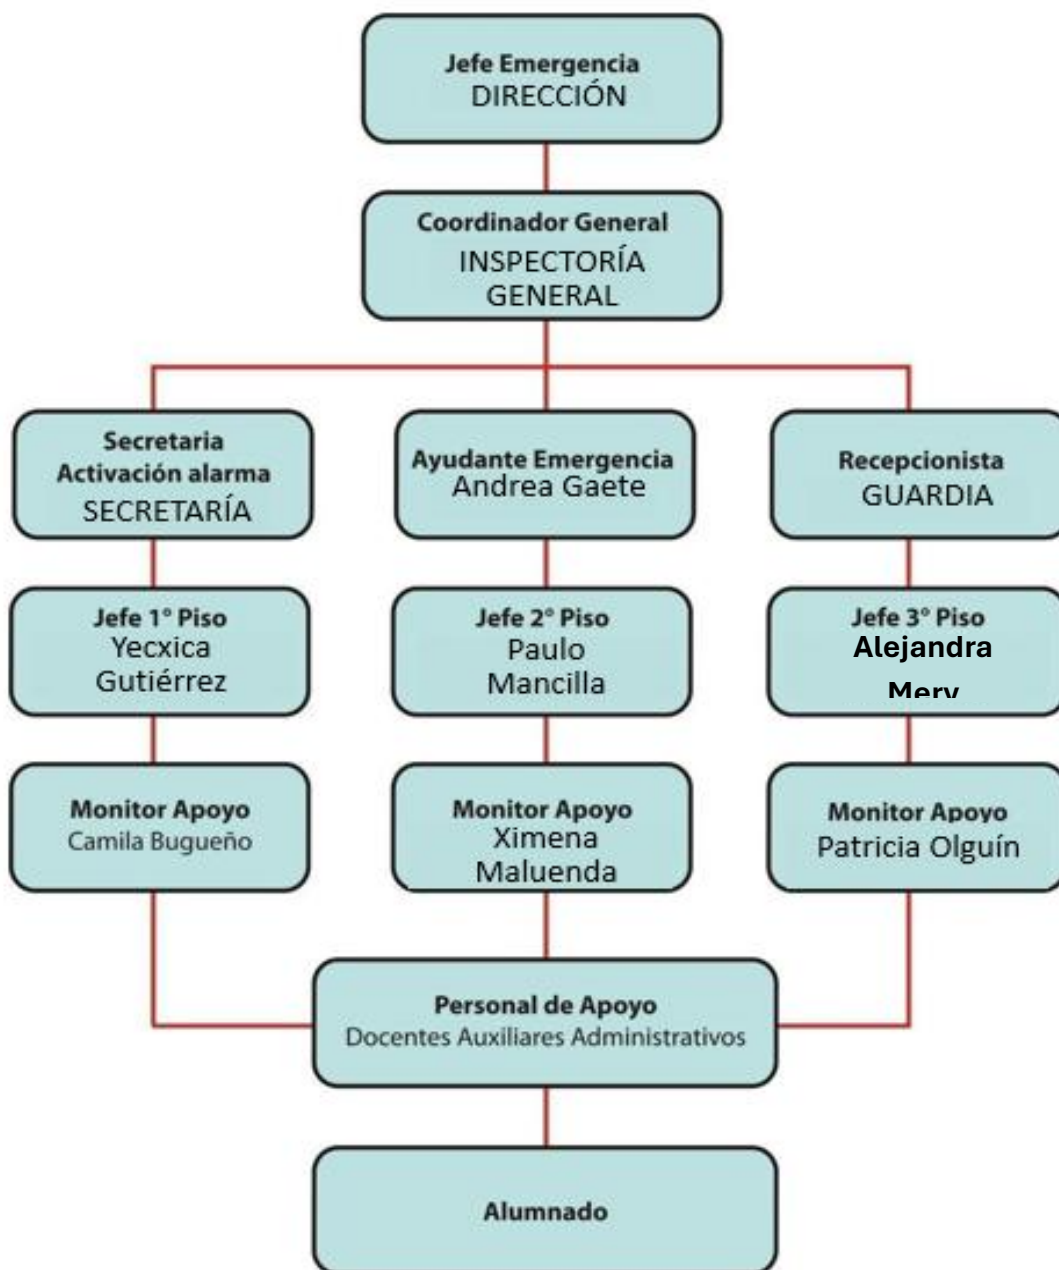 Jefe Emergencia
DIRECCIÓN
Coordinador General
INSPECTORÍA
GENERAL
Secretaria
Activación alarma
SECRETARÍA
Ayudante Emergencia
Andrea Gaete
Recepcionista
GUARDIA
Jefe 1° Piso
Yecxica
Gutiérrez
Jefe 2° Piso
Paulo
Mancilla
Jefe 3° Piso
Alejandra
Mery
Monitor Apoyo
Camila Bugueño
Monitor Apoyo
Ximena
Maluenda
Monitor Apoyo
Patricia Olguín
Personal de Apoyo
Docentes Auxiliares Administrativos
Alumnado